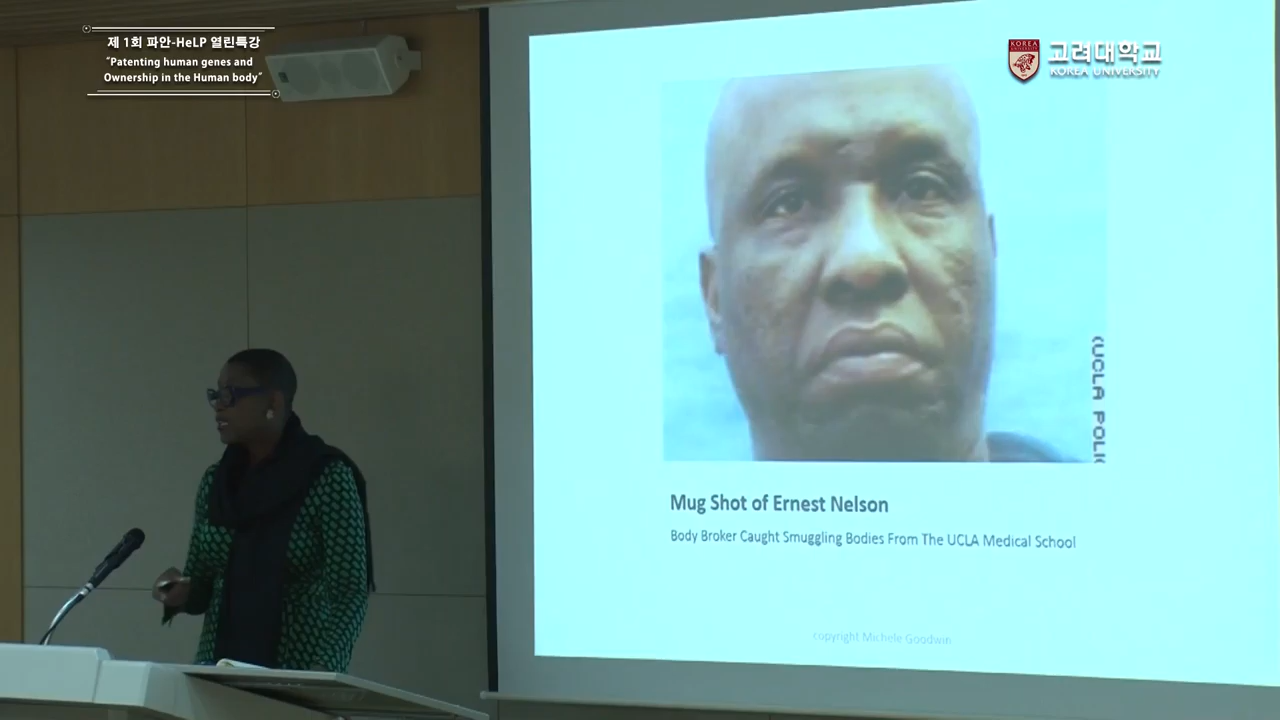 제 1회 파안-HeLP 열린특강
“Patenting human genes and
Ownership in the Human body”
KOREA
고려대학교
KOREA UNIVERSITY
(UCLA POLIC
Mug Shot of Ernest Nelson
Body Broker Caught Smuggling Bodies From The UCLA Medical School
copyright Michele Goodwin